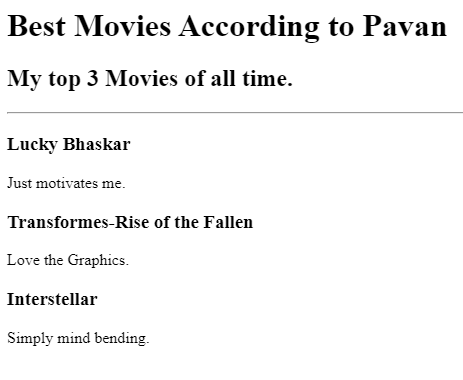 Best Movies According to Pavan
My top 3 Movies of all time.
Lucky Bhaskar
Just motivates me.
Transformes-Rise of the Fallen
Love the Graphics.
Interstellar
Simply mind bending.